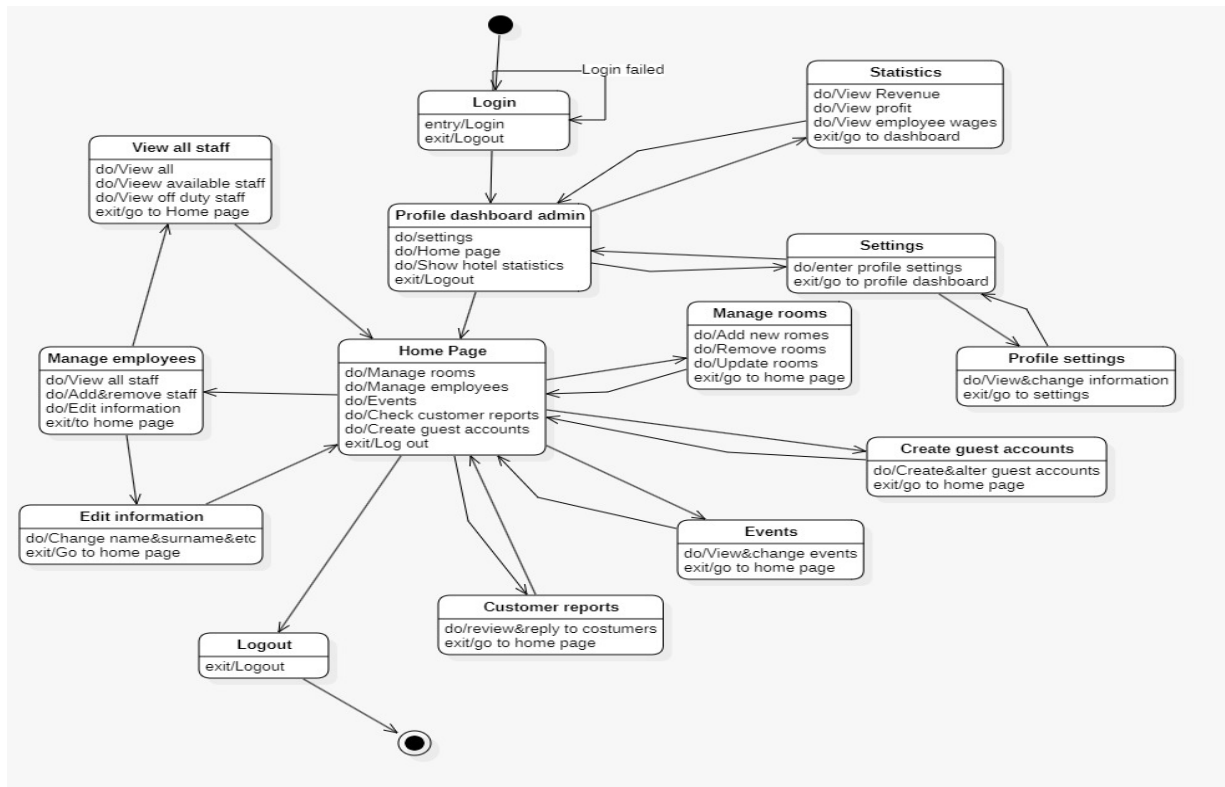 Login failed
Login
entry/Login
exit/Logout
Statistics
do/View Revenue
do/View profit
do/View employee wages
exit/go to dashboard
View all staff
do/View all
do/Vieew available staff
do/View off duty staff
exit/go to Home page
Profile dashboard admin
do/settings
do/Home page
do/Show hotel statistics
exit/Logout
Settings
do/enter profile settings
exit/go to profile dashboard
Manage rooms
do/Add new romes
do/Remove rooms
do/Update rooms
exit/go to home page
Profile settings
do/View&change information
exit/go to settings
Manage employees
do/View all staff
do/Add&remove staff
do/Edit information
exit/to home page
Home Page
do/Manage rooms
do/Manage employees
do/Events
do/Check customer reports
do/Create guest accounts
exit/Log out
Create guest accounts
do/Create&alter guest accounts
exit/go to home page
Edit information
do/Change name&surname&etc
exit/Go to home page
Events
do/View&change events
exit/go to home page
Customer reports
do/review&reply to costumers
exit/go to home page
Logout
exit/Logout